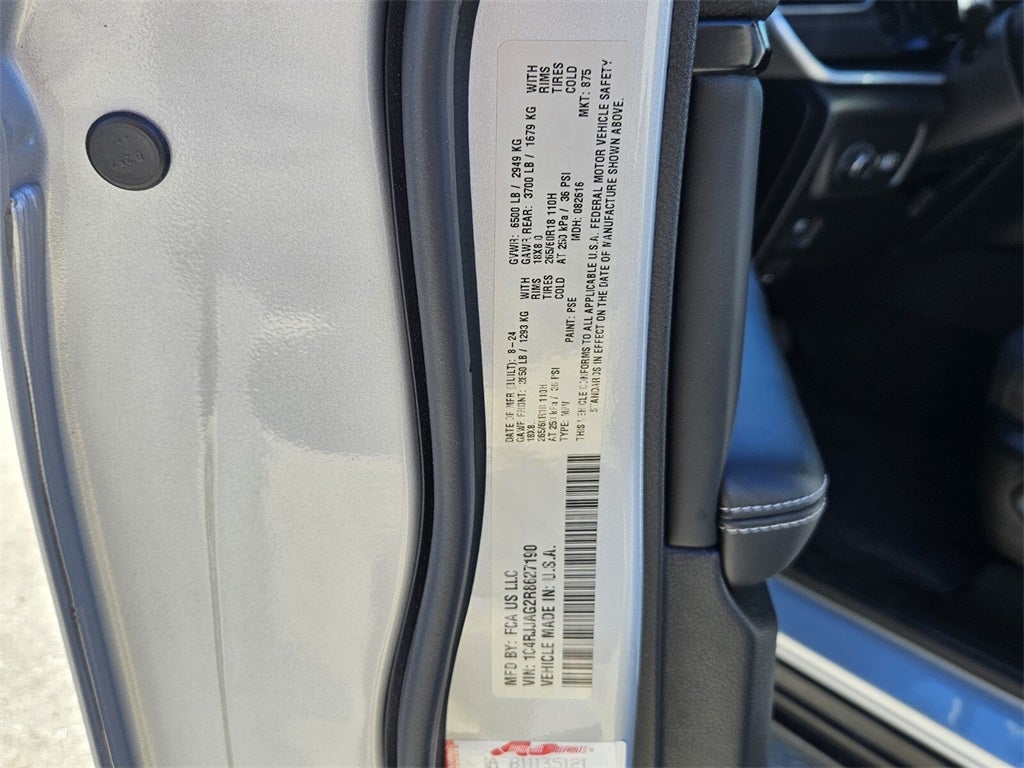 MFD BY: FCA US LLC
VIN: 1C4RJJAG2R8627190
VEHICLE MADE IN: U.S.A.
DATE OF MFR (BUILT): 8-24 GVWR: 6500 LB / 2949 KG
GAWR FRONT: 2850 LB / 1293 KG WITH GAWR REAR: 3700 LB / 1679 KG WITH
18X8. RIMS 18X8.0 RIMS
265/60R18 110H TIRES 265/60R18 110H TIRES
AT 250 kPa / 36 PSI COLD AT 250 kPa / 36 PSI COLD
TYPE: MPV PAINT: PSE MDH: 082616 MKT: 875
THIS VEHICLE CONFORMS TO ALL APPLICABLE U.S.A. FEDERAL MOTOR VEHICLE SAFETY
STANDARDS IN EFFECT ON THE DATE OF MANUFACTURE SHOWN ABOVE.
B11135121